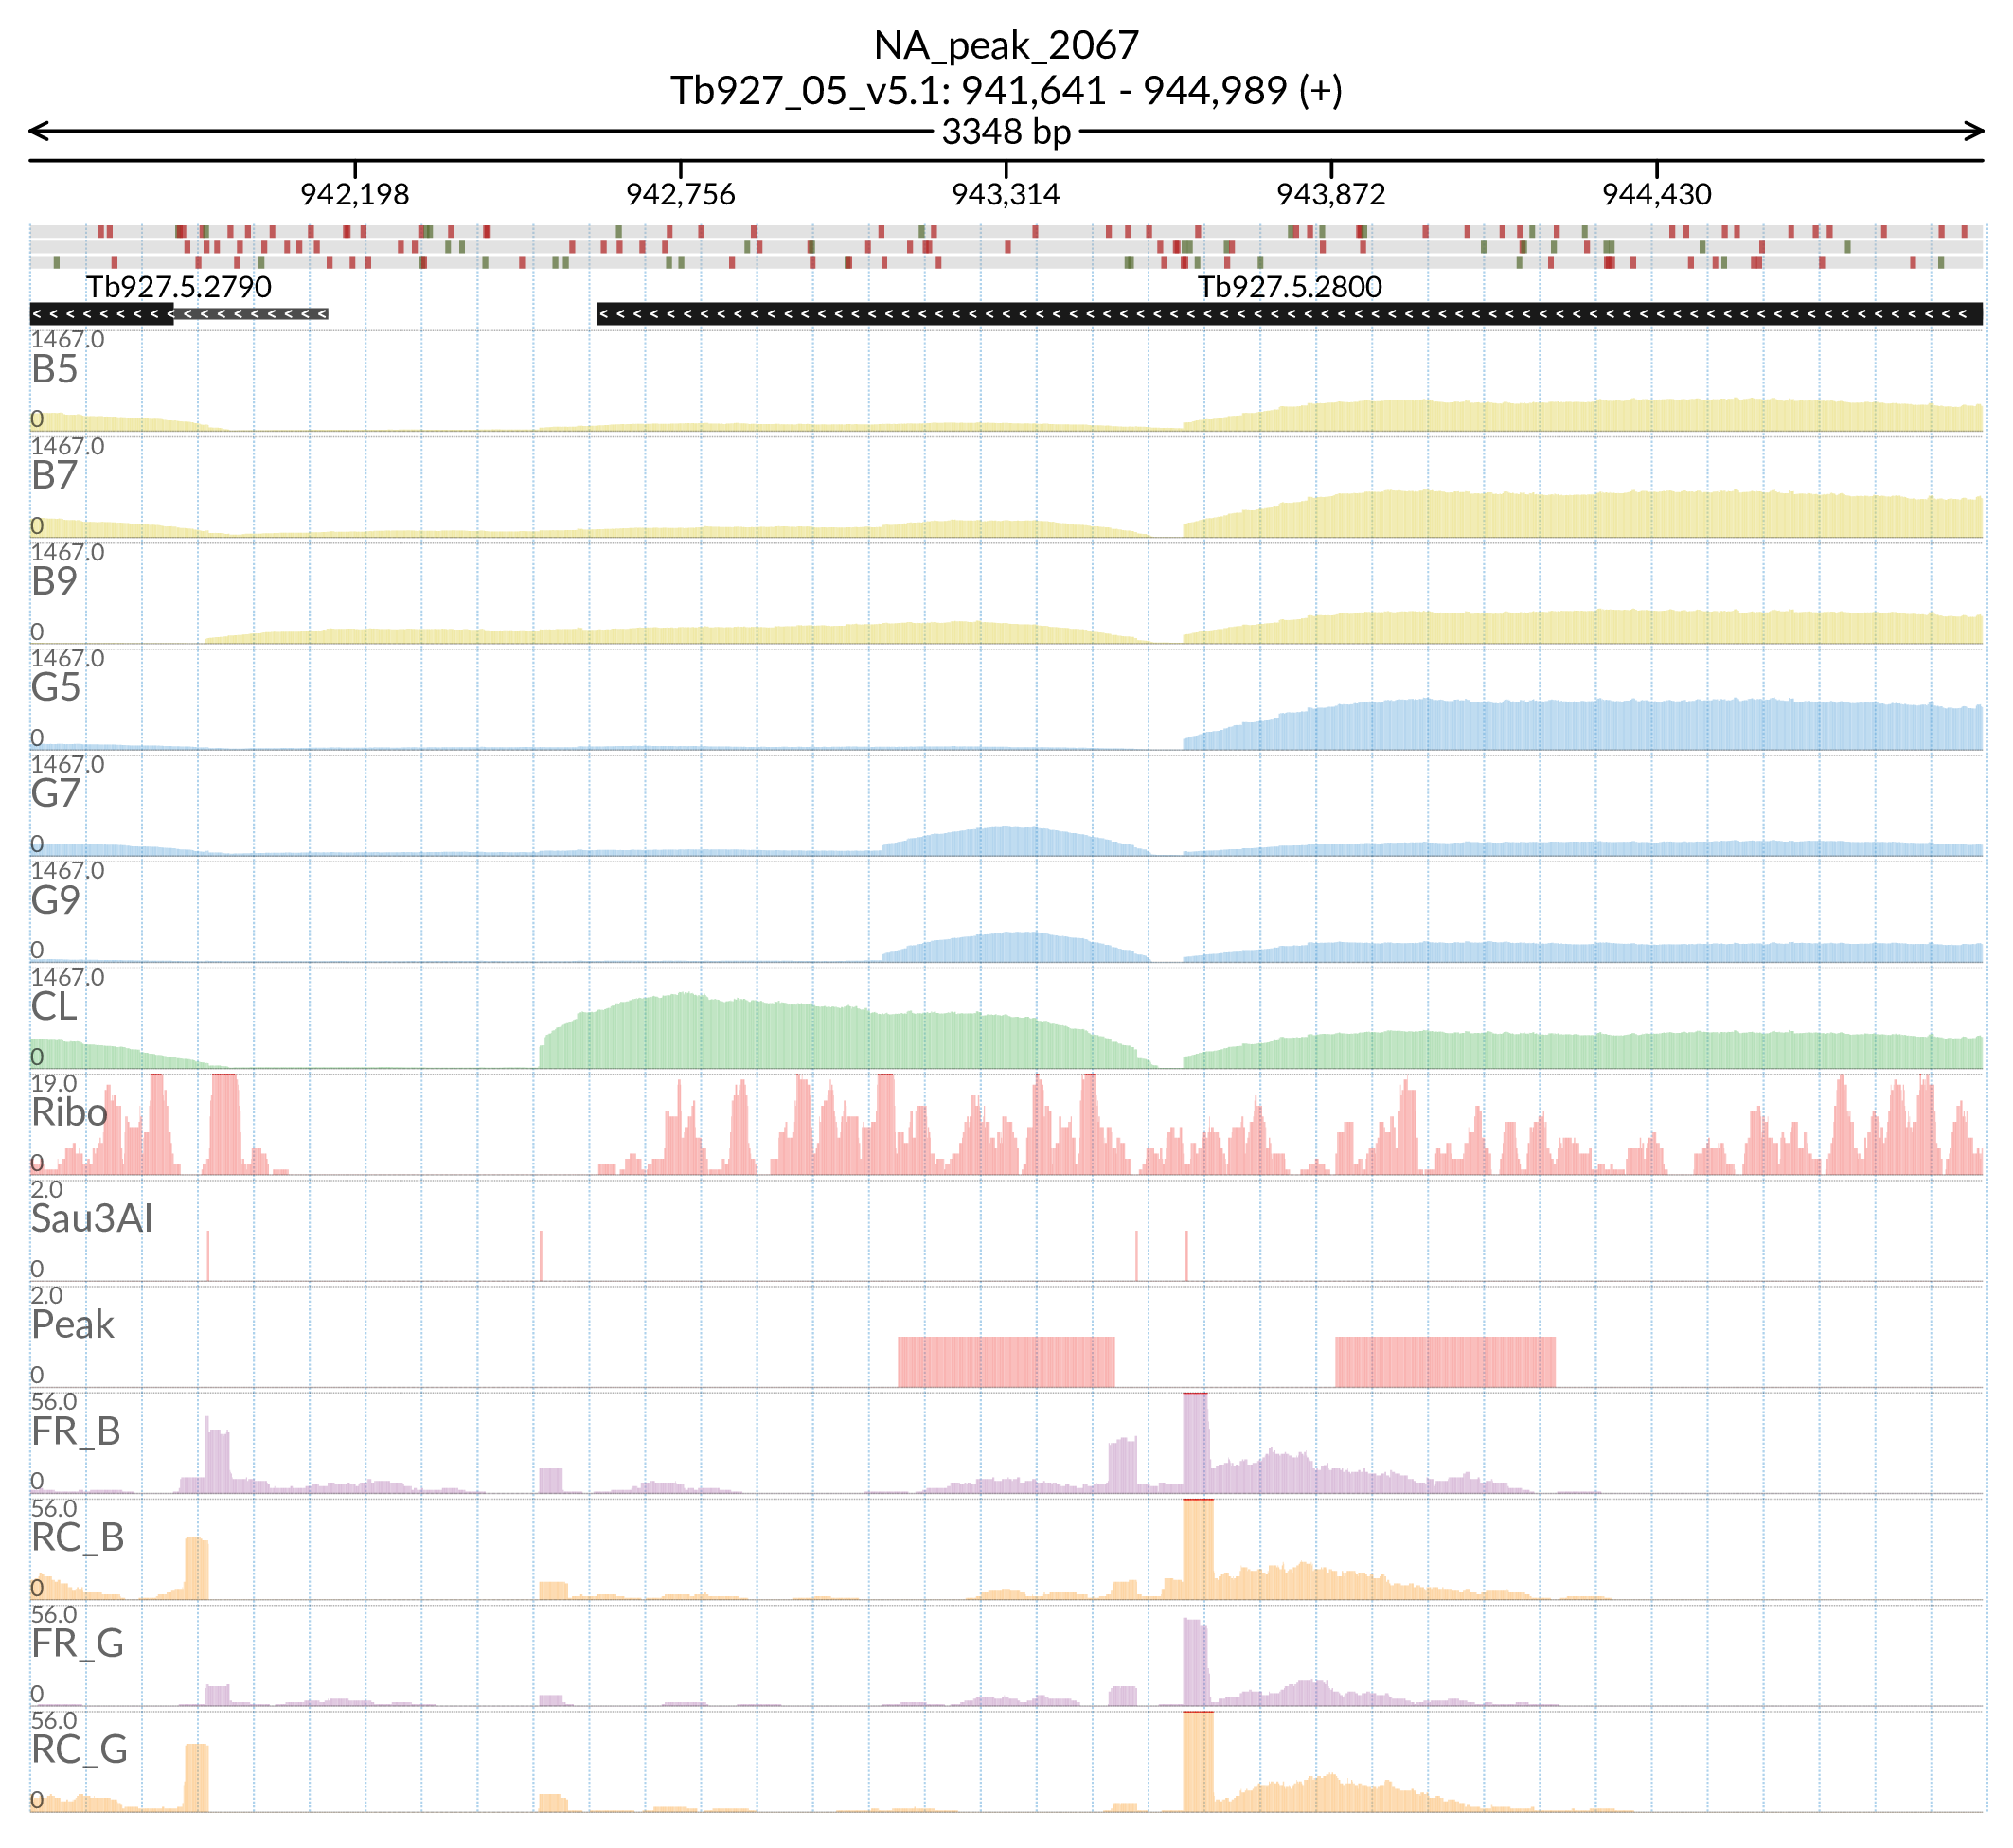 NA_peak_2067
Tb927_05_v5.1: 941,641 - 944,989 (+)
3348 bp
942,198 942,756 943,314 943,872 944,430
Tb927.5.2790 Tb927.5.2800
1467.0
B5
0
1467.0
B7
0
1467.0
B9
0
1467.0
G5
0
1467.0
G7
0
1467.0
G9
0
1467.0
CL
0
19.0
Ribo
0
2.0
Sau3AI
0
2.0
Peak
0
56.0
FR_B
0
56.0
RC_B
0
56.0
FR_G
0
56.0
RC_G
0